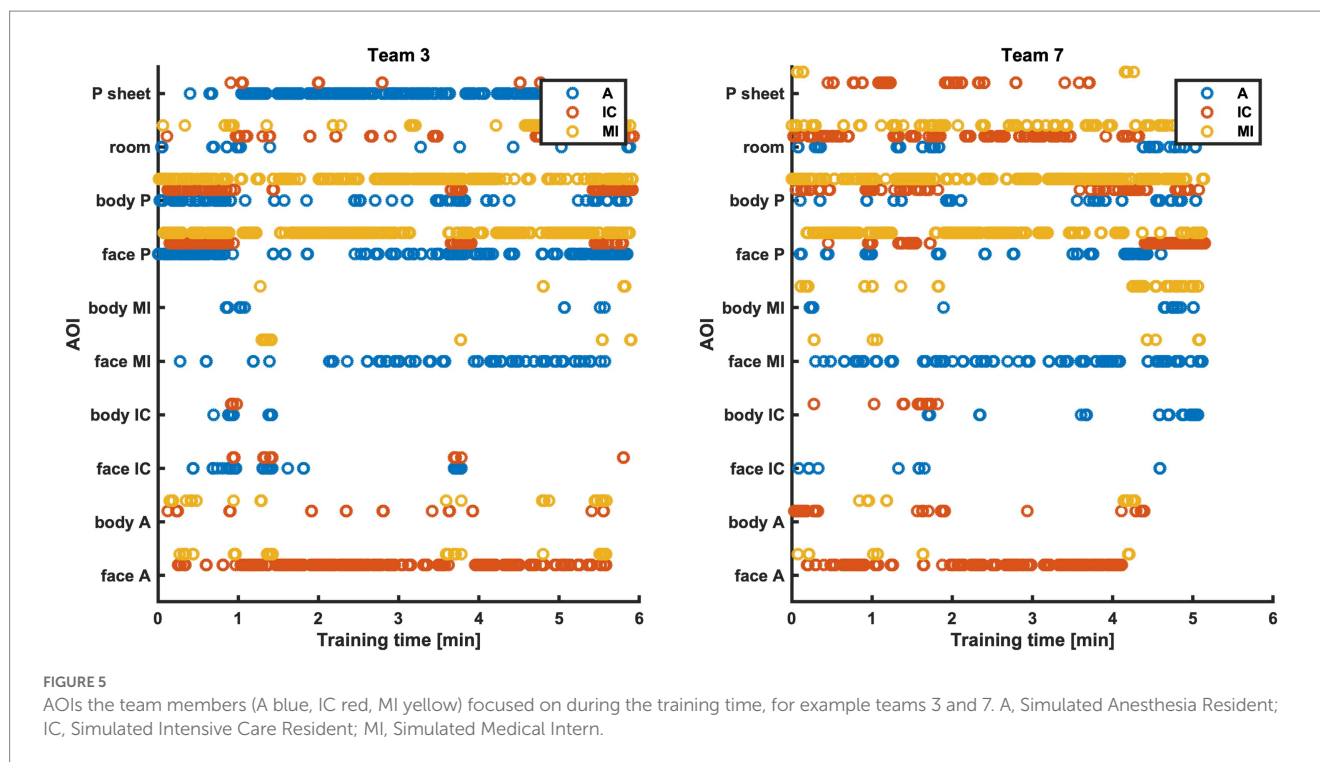 Team 3
AOI
P sheet
room
body P
face P
body MI
face MI
body IC
face IC
body A
face A
0 1 2 3 4 5 6
Training time [min]
A
IC
MI
Team 7
AOI
P sheet
room
body P
face P
body MI
face MI
body IC
face IC
body A
face A
0 1 2 3 4 5 6
Training time [min]
A
IC
MI
FIGURE 5
AOIs the team members (A blue, IC red, MI yellow) focused on during the training time, for example teams 3 and 7. A, Simulated Anesthesia Resident;
IC, Simulated Intensive Care Resident; MI, Simulated Medical Intern.